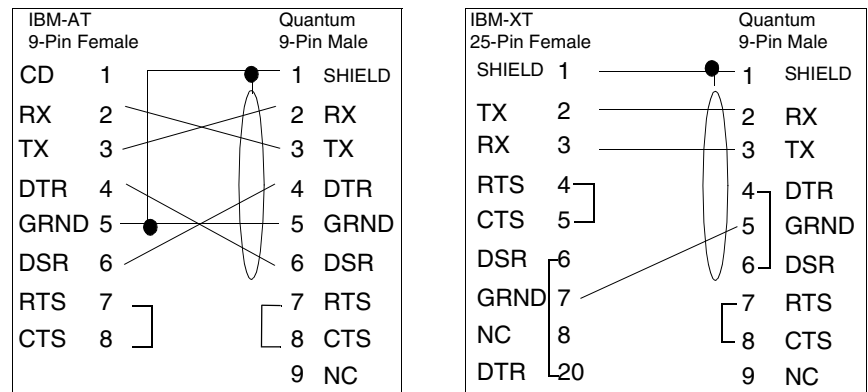 IBM-AT Quantum
9-Pin Female 9-Pin Male
CD 1 1 SHIELD
RX 2 2 RX
TX 3 3 TX
DTR 4 4 DTR
GRND 5 5 GRND
DSR 6 6 DSR
RTS 7 7 RTS
CTS 8 8 CTS
9 NC
IBM-XT Quantum
25-Pin Female 9-Pin Male
SHIELD 1 1 SHIELD
TX 2 2 RX
RX 3 3 TX
RTS 4 4 DTR
CTS 5 5 GRND
DSR 6 6 DSR
GRND 7 7 RTS
NC 8 8 CTS
DTR 20 9 NC